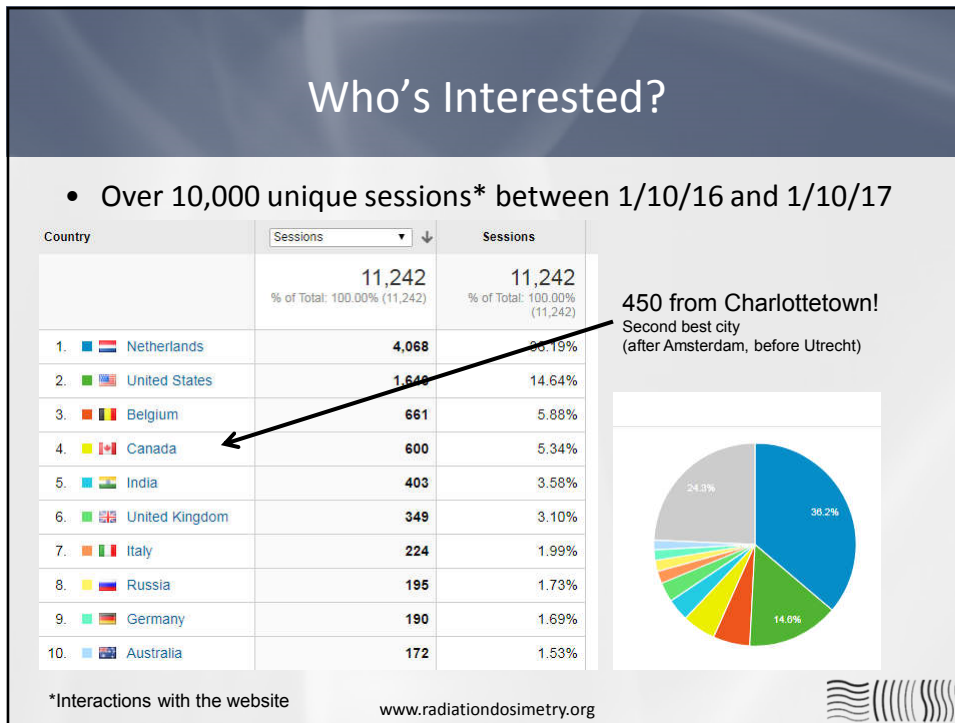 Who's Interested?
• Over 10,000 unique sessions* between 1/10/16 and 1/10/17
Country Sessions Sessions
11,242 11,242
% of Total: 100.00% (11,242) % of Total: 100.00%
(11,242)
1. Netherlands 4,068 36.19%
2. United States 1,646 14.64%
3. Belgium 661 5.88%
4. Canada 600 5.34%
5. India 403 3.58%
6. United Kingdom 349 3.10%
7. Italy 224 1.99%
8. Russia 195 1.73%
9. Germany 190 1.69%
10. Australia 172 1.53%
450 from Charlottetown!
Second best city
(after Amsterdam, before Utrecht)
24.3%
36.2%
14.6%
*Interactions with the website
www.radiationdosimetry.org